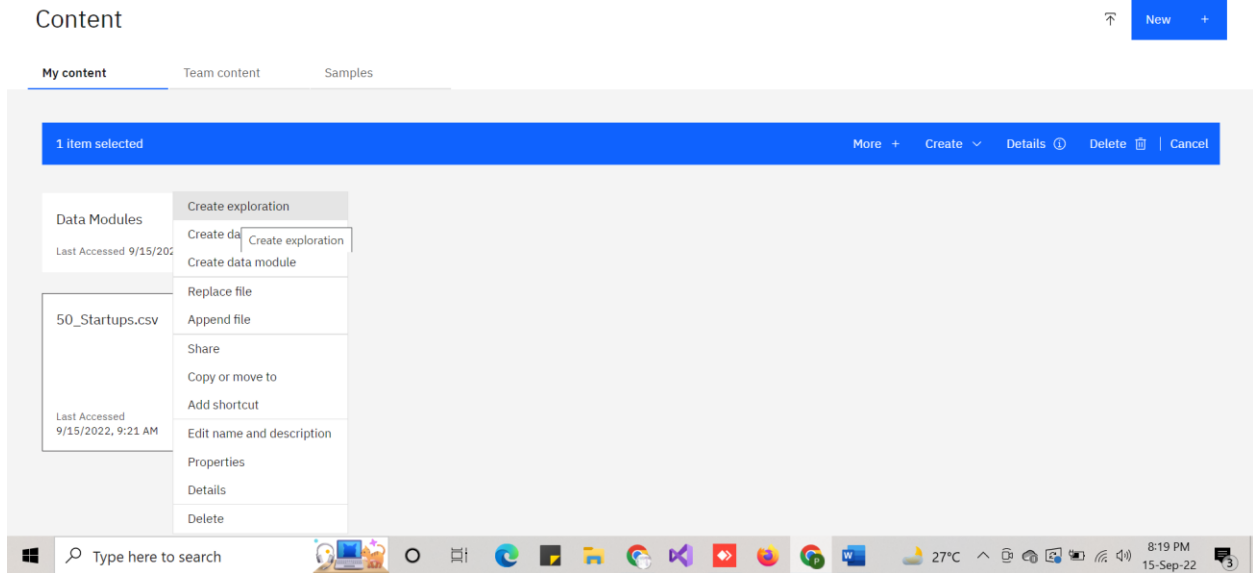 Content
New +
My content Team content Samples
1 item selected More + Create Details Delete | Cancel
Data Modules
Last Accessed 9/15/202
50_Startups.csv
Last Accessed
9/15/2022, 9:21 AM
Create exploration
Create da
Create exploration
Create data module
Replace file
Append file
Share
Copy or move to
Add shortcut
Edit name and description
Properties
Details
Delete
Type here to search
27°C
8:19 PM
15-Sep-22
3